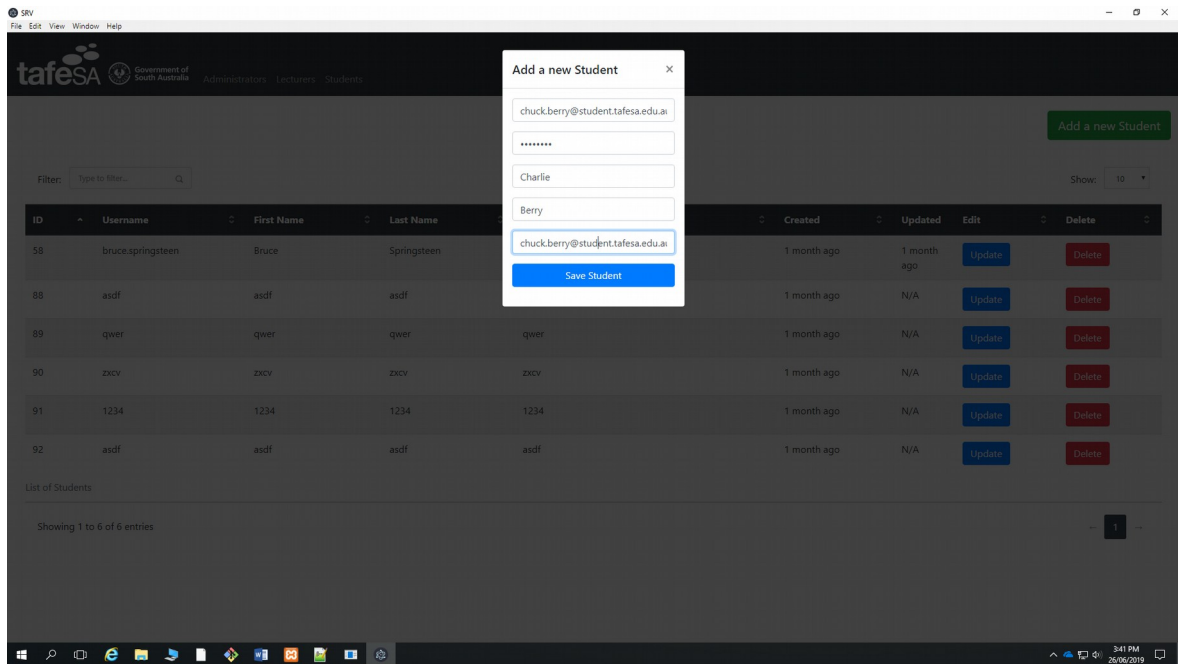 SRV
File Edit View Window Help
tafeSA Government of South Australia Administrators Lecturers Students
Add a new Student ×
chuck.berry@student.tafesa.edu.au
••••••••
Charlie
Berry
chuck.berry@student.tafesa.edu.au
Save Student
Add a new Student
Filter: Type to filter... Show: 10
ID Username First Name Last Name Created Updated Edit Delete
58 bruce.springsteen Bruce Springsteen 1 month ago 1 month ago Update Delete
88 asdf asdf asdf 1 month ago N/A Update Delete
89 qwer qwer qwer qwer 1 month ago N/A Update Delete
90 zxcv zxcv zxcv zxcv 1 month ago N/A Update Delete
91 1234 1234 1234 1234 1 month ago N/A Update Delete
92 asdf asdf asdf asdf 1 month ago N/A Update Delete
List of Students
Showing 1 to 6 of 6 entries ← 1 →
3:41 PM
26/06/2019